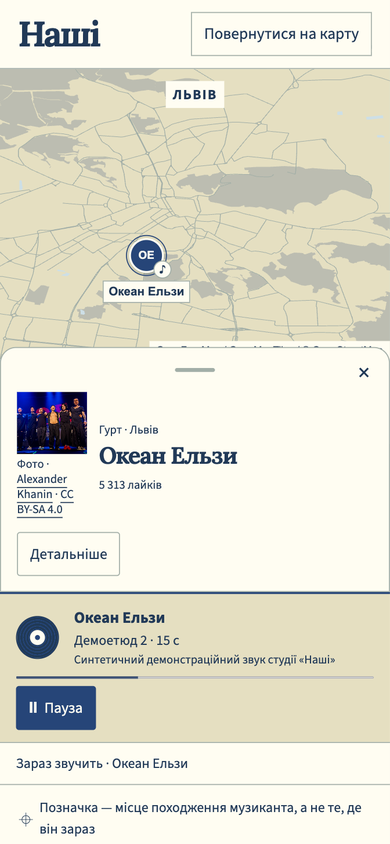 Наші
Повернутися на карту
ЛЬВІВ
ОЕ
Океан Ельзи
Гурт · Львів
Океан Ельзи
5 313 лайків
Фото ·
Alexander
Khanin · CC
BY-SA 4.0
Детальніше
Океан Ельзи
Демоетюд 2 · 15 с
Синтетичний демонстраційний звук студії «Наші»
Пауза
Зараз звучить · Океан Ельзи
Позначка — місце походження музиканта, а не те, де
він зараз